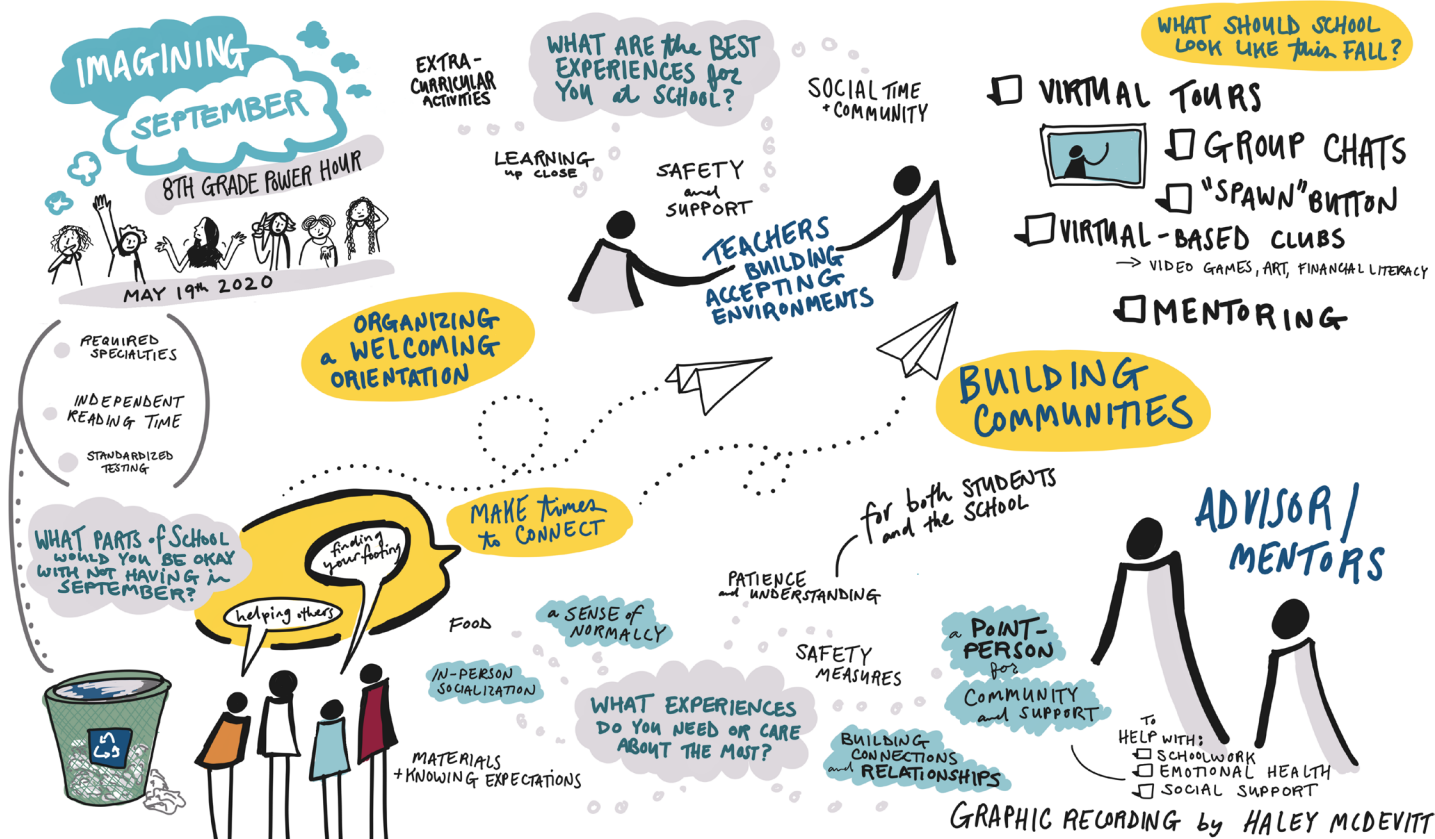 IMAGINING
SEPTEMBER
8TH GRADE POWER HOUR
MAY 19th 2020
WHAT ARE the BEST
EXPERIENCES for
YOU at SCHOOL?
EXTRA-
CURRICULAR
ACTIVITIES
LEARNING
up CLOSE
SAFETY
and
SUPPORT
SOCIAL TIME
+ COMMUNITY
TEACHERS
BUILDING
ACCEPTING
ENVIRONMENTS
WHAT SHOULD SCHOOL
LOOK LIKE this FALL?
VIRTUAL TOURS
GROUP CHATS
"SPAWN" BUTTON
VIRTUAL-BASED CLUBS
→ VIDEO GAMES, ART, FINANCIAL LITERACY
MENTORING
ORGANIZING
a WELCOMING
ORIENTATION
BUILDING
COMMUNITIES
MAKE times
to CONNECT
REQUIRED
SPECIALTIES
INDEPENDENT
READING TIME
STANDARDIZED
TESTING
WHAT PARTS of SCHOOL
WOULD YOU BE OKAY
WITH NOT HAVING in
SEPTEMBER?
finding
your footing
helping others
for both STUDENTS
and the SCHOOL
PATIENCE
and UNDERSTANDING
FOOD
a SENSE of
NORMALCY
IN-PERSON
SOCIALIZATION
MATERIALS
+ KNOWING EXPECTATIONS
WHAT EXPERIENCES
DO YOU NEED OR CARE
ABOUT THE MOST?
SAFETY
MEASURES
BUILDING
CONNECTIONS
and RELATIONSHIPS
a POINT-
PERSON
for
COMMUNITY
and SUPPORT
ADVISOR/
MENTORS
TO
HELP WITH:
SCHOOLWORK
EMOTIONAL HEALTH
SOCIAL SUPPORT
GRAPHIC RECORDING by HALEY MCDEVITT